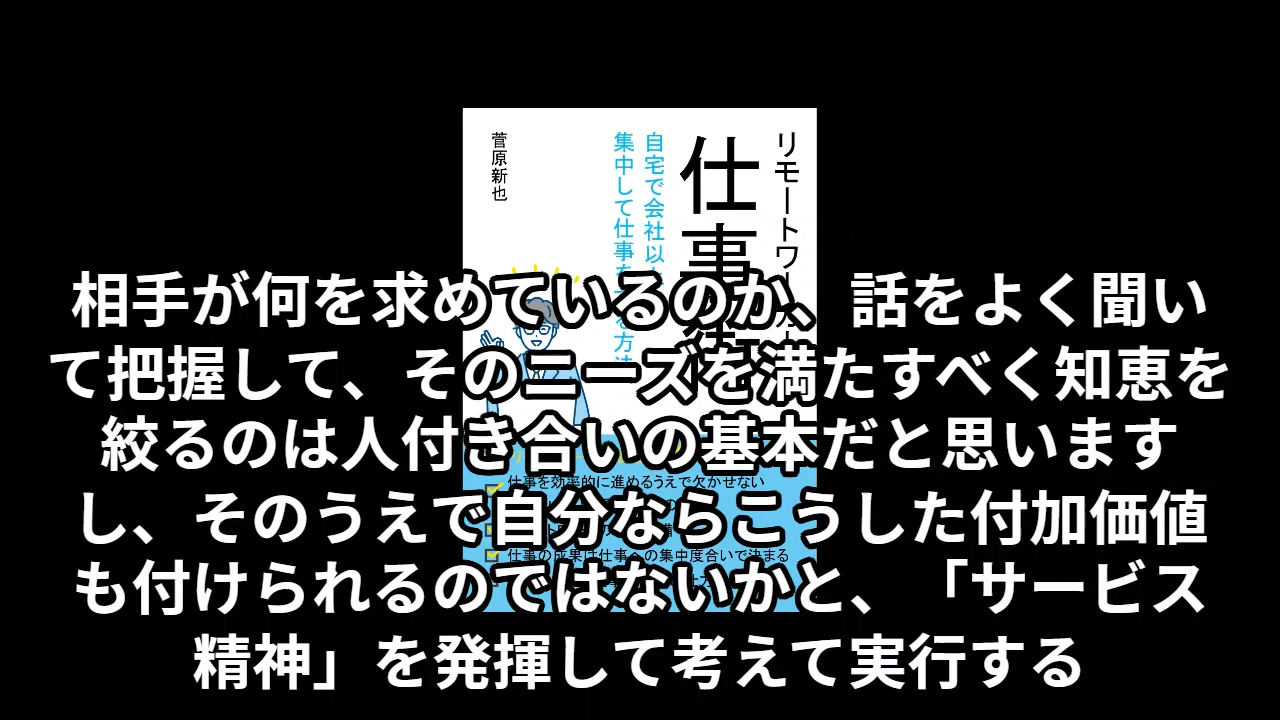 リモートワー
仕事
自宅で会社以
集中して仕事を
方法
菅原新也
相手が何を求めているのか、話をよく聞い
て把握して、そのニーズを満たすべく知恵を
絞るのは人付き合いの基本だと思います
し、そのうえで自分ならこうした付加価値
も付けられるのではないかと、「サービス
精神」を発揮して考えて実行する
仕事を効率的に進めるうえで欠かせない
仕事の成果は仕事への集中度合いで決まる